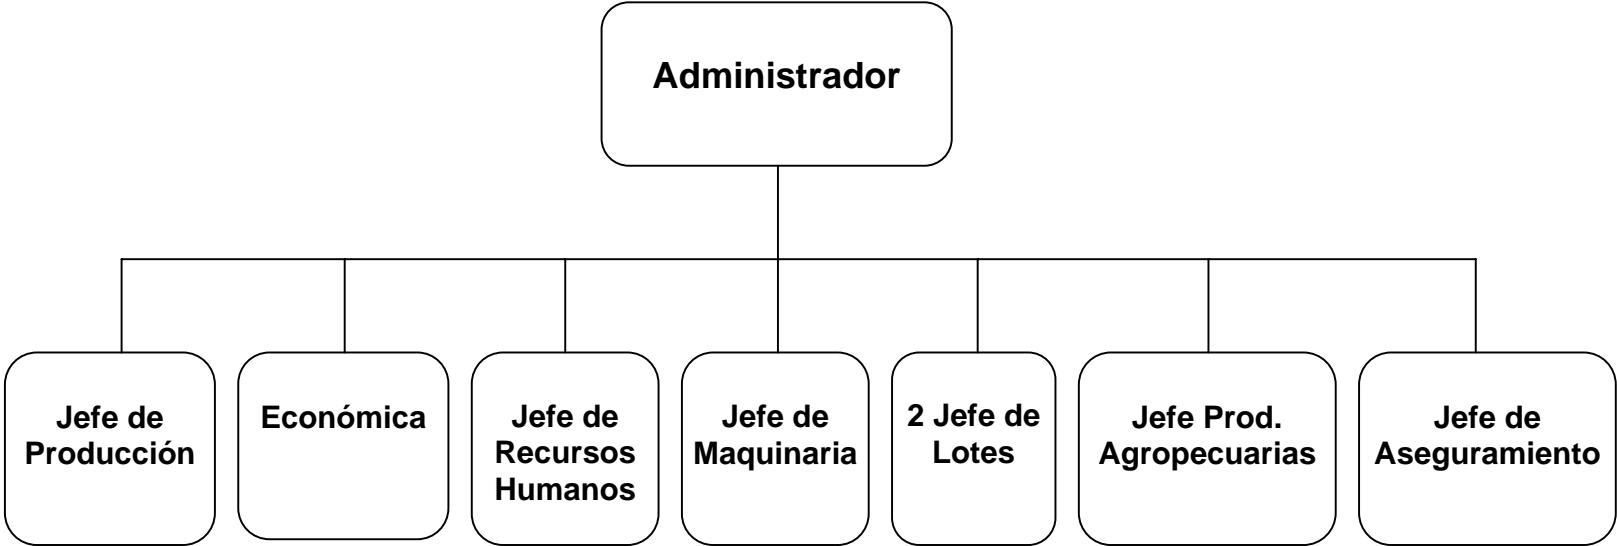 Administrador
Jefe de
Producción
Económica
Jefe de
Recursos
Humanos
Jefe de
Maquinaria
2 Jefe de
Lotes
Jefe Prod.
Agropecuarias
Jefe de
Aseguramiento